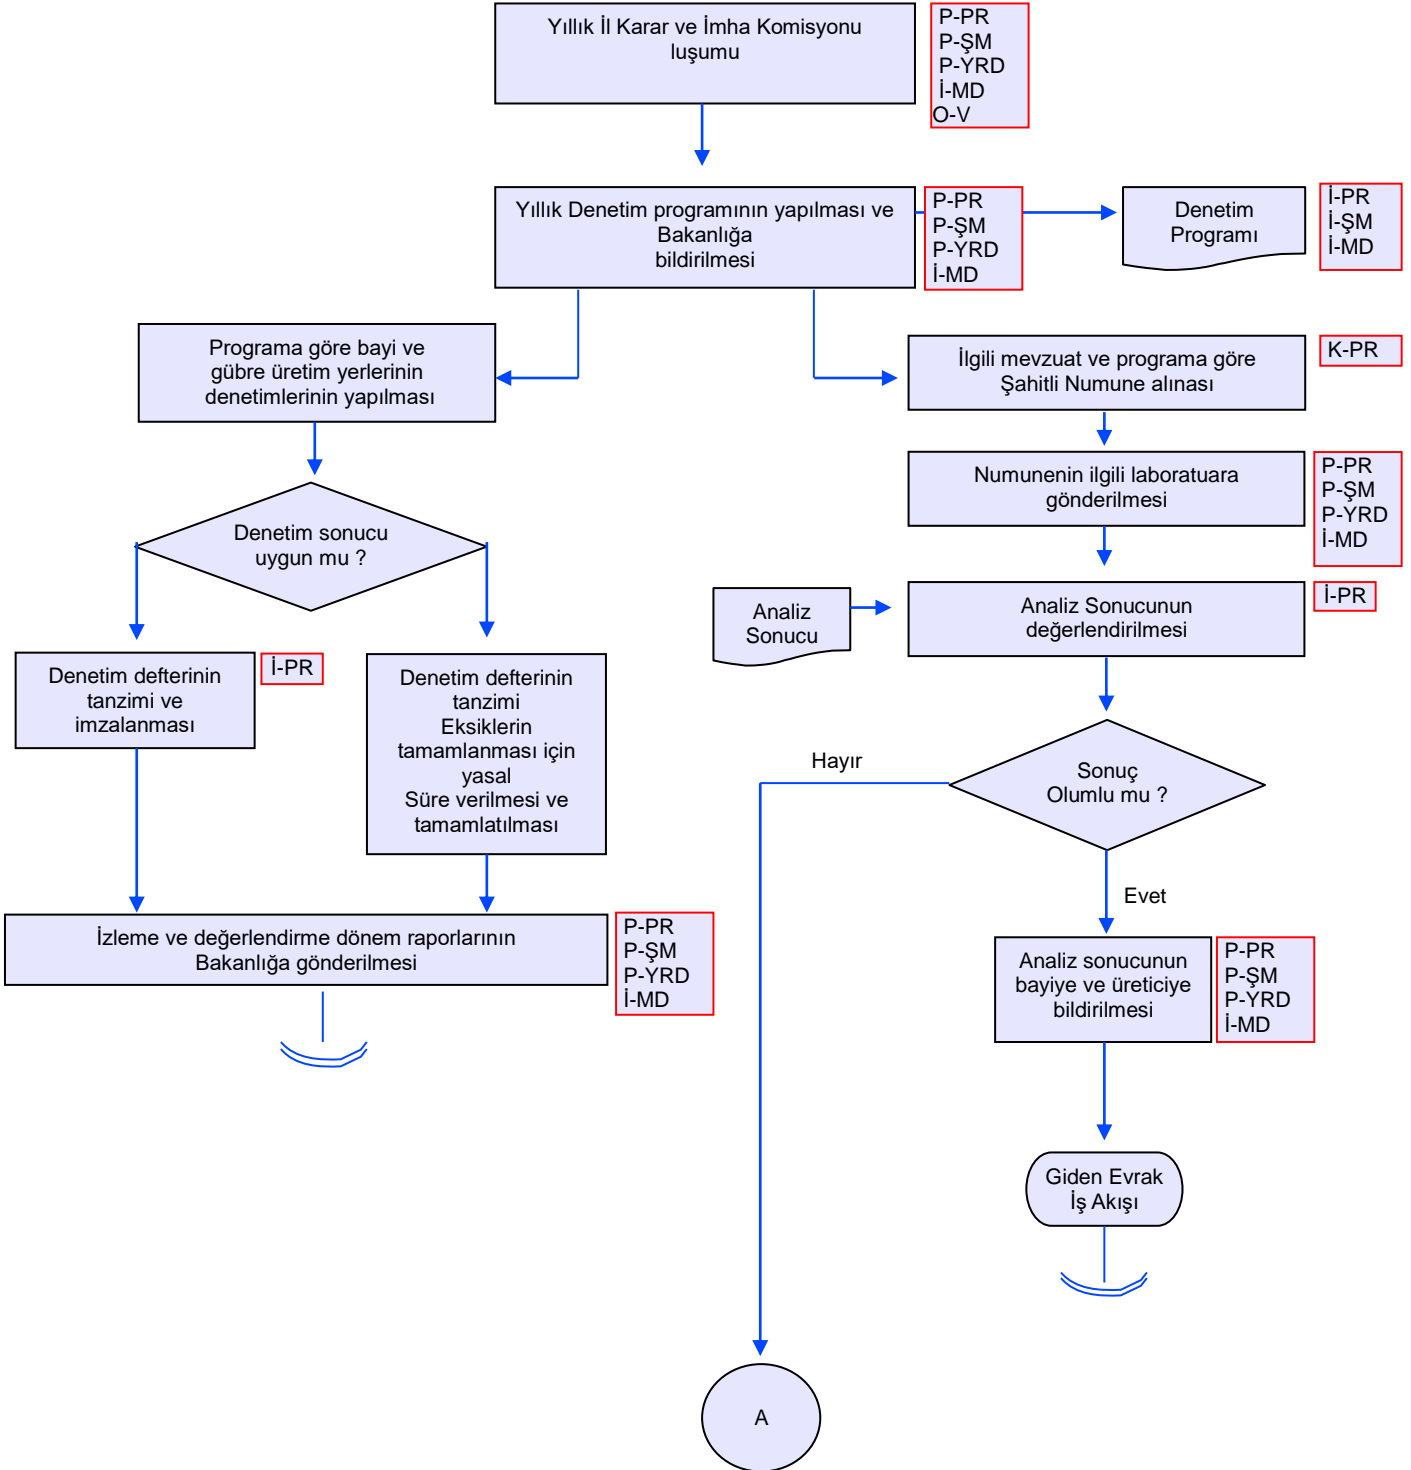 Yıllık İl Karar ve İmha Komisyonu
luşumu
P-PR
P-ŞM
P-YRD
İ-MD
O-V
Yıllık Denetim programının yapılması ve
Bakanlığa
bildirilmesi
P-PR
P-ŞM
P-YRD
İ-MD
Denetim
Programı
İ-PR
İ-ŞM
İ-MD
Programa göre bayi ve
gübre üretim yerlerinin
denetimlerinin yapılması
İlgili mevzuat ve programa göre
Şahitli Numune alınası
K-PR
Numunenin ilgili laboratuara
gönderilmesi
P-PR
P-ŞM
P-YRD
İ-MD
Denetim sonucu
uygun mu ?
Analiz
Sonucu
Analiz Sonucunun
değerlendirilmesi
İ-PR
Denetim defterinin
tanzimi ve
imzalanması
İ-PR
Denetim defterinin
tanzimi
Eksiklerin
tamamlanması için
yasal
Süre verilmesi ve
tamamlatılması
Hayır
Sonuç
Olumlu mu ?
Evet
İzleme ve değerlendirme dönem raporlarının
Bakanlığa gönderilmesi
P-PR
P-ŞM
P-YRD
İ-MD
Analiz sonucunun
bayiye ve üreticiye
bildirilmesi
P-PR
P-ŞM
P-YRD
İ-MD
Giden Evrak
İş Akışı
A